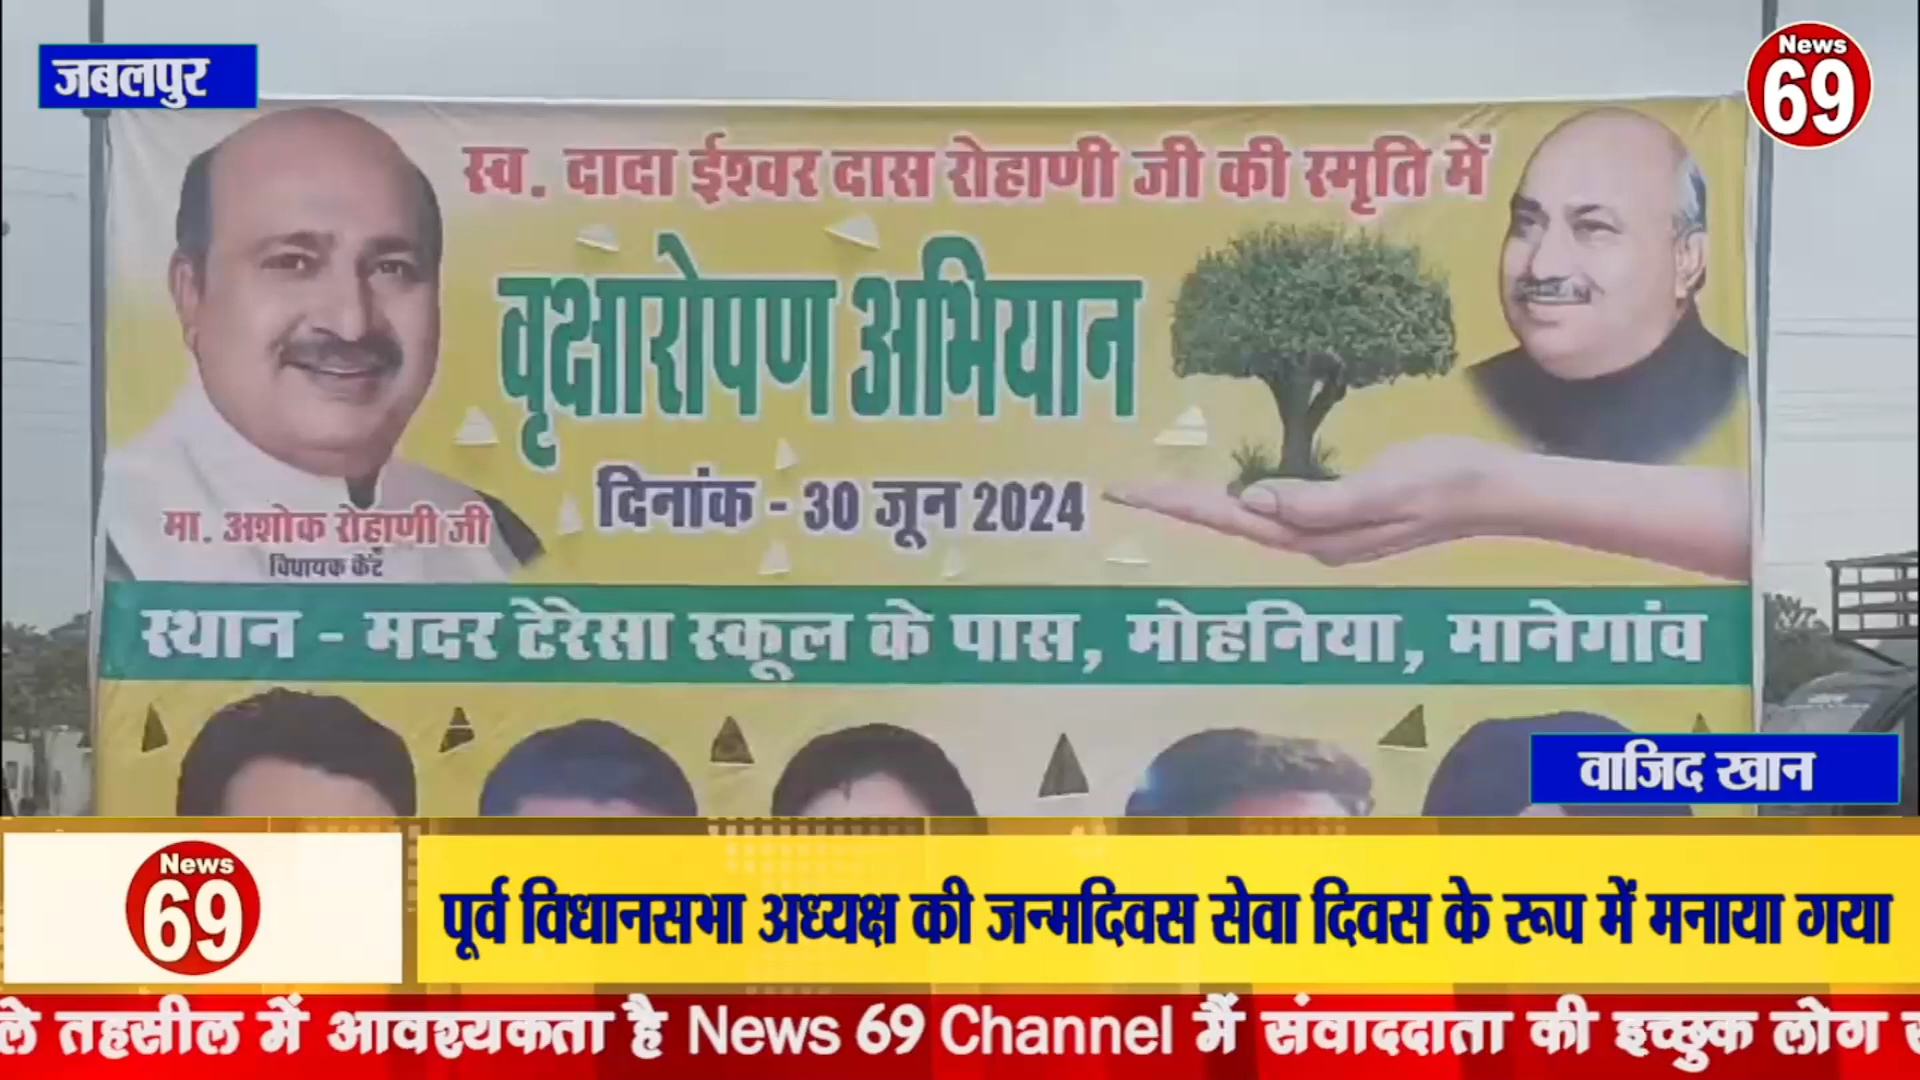 जबलपुर
News
69
स्व. दादा ईश्वर दास रोहाणी जी की स्मृति में
वृक्षारोपण अभियान
दिनांक - 30 जून 2024
मा. अशोक रोहाणी जी
विधायक कैंट
स्थान - मदर टेरेसा स्कूल के पास, मोहनिया, मानेगांव
वाजिद खान
News
69
पूर्व विधानसभा अध्यक्ष की जन्मदिवस सेवा दिवस के रूप में मनाया गया
ले तहसील में आवश्यकता है News 69 Channel मैं संवाददाता की इच्छुक लोग